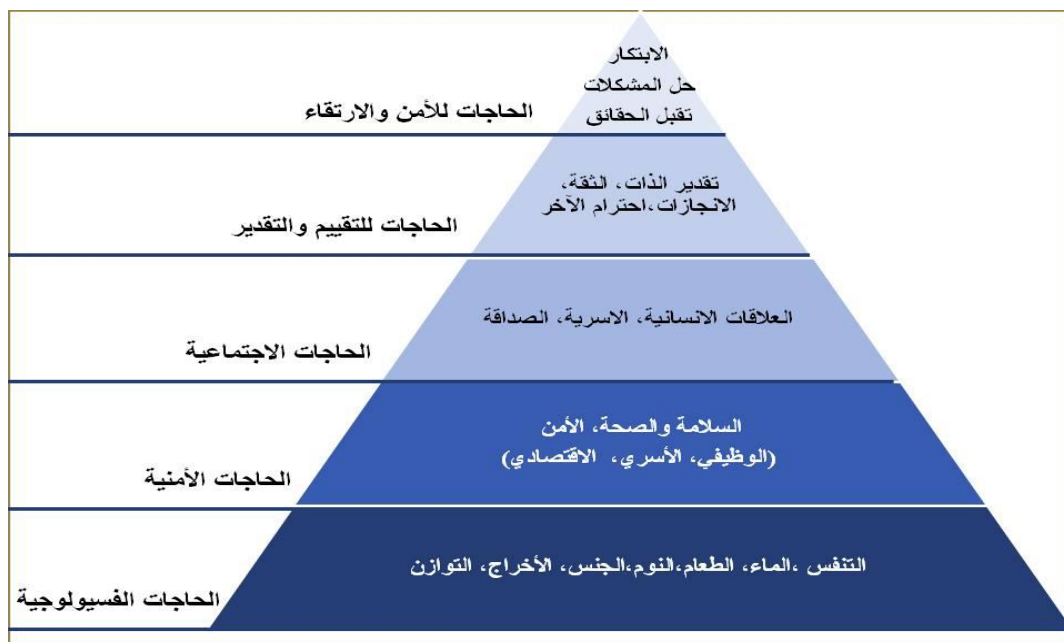 الابتكار
حل المشكلات
تقبل الحقائق
الحاجات للأمن والارتقاء
تقدير الذات، الثقة،
الانجازات،احترام الآخر
الحاجات للتقييم والتقدير
العلاقات الانسانية، الاسرية، الصداقة
الحاجات الاجتماعية
السلامة والصحة، الأمن
(الوظيفي، الأسري، الاقتصادي)
الحاجات الأمنية
التنفس ،الماء، الطعام،النوم،الجنس، الأخراج، التوازن
الحاجات الفسيولوجية